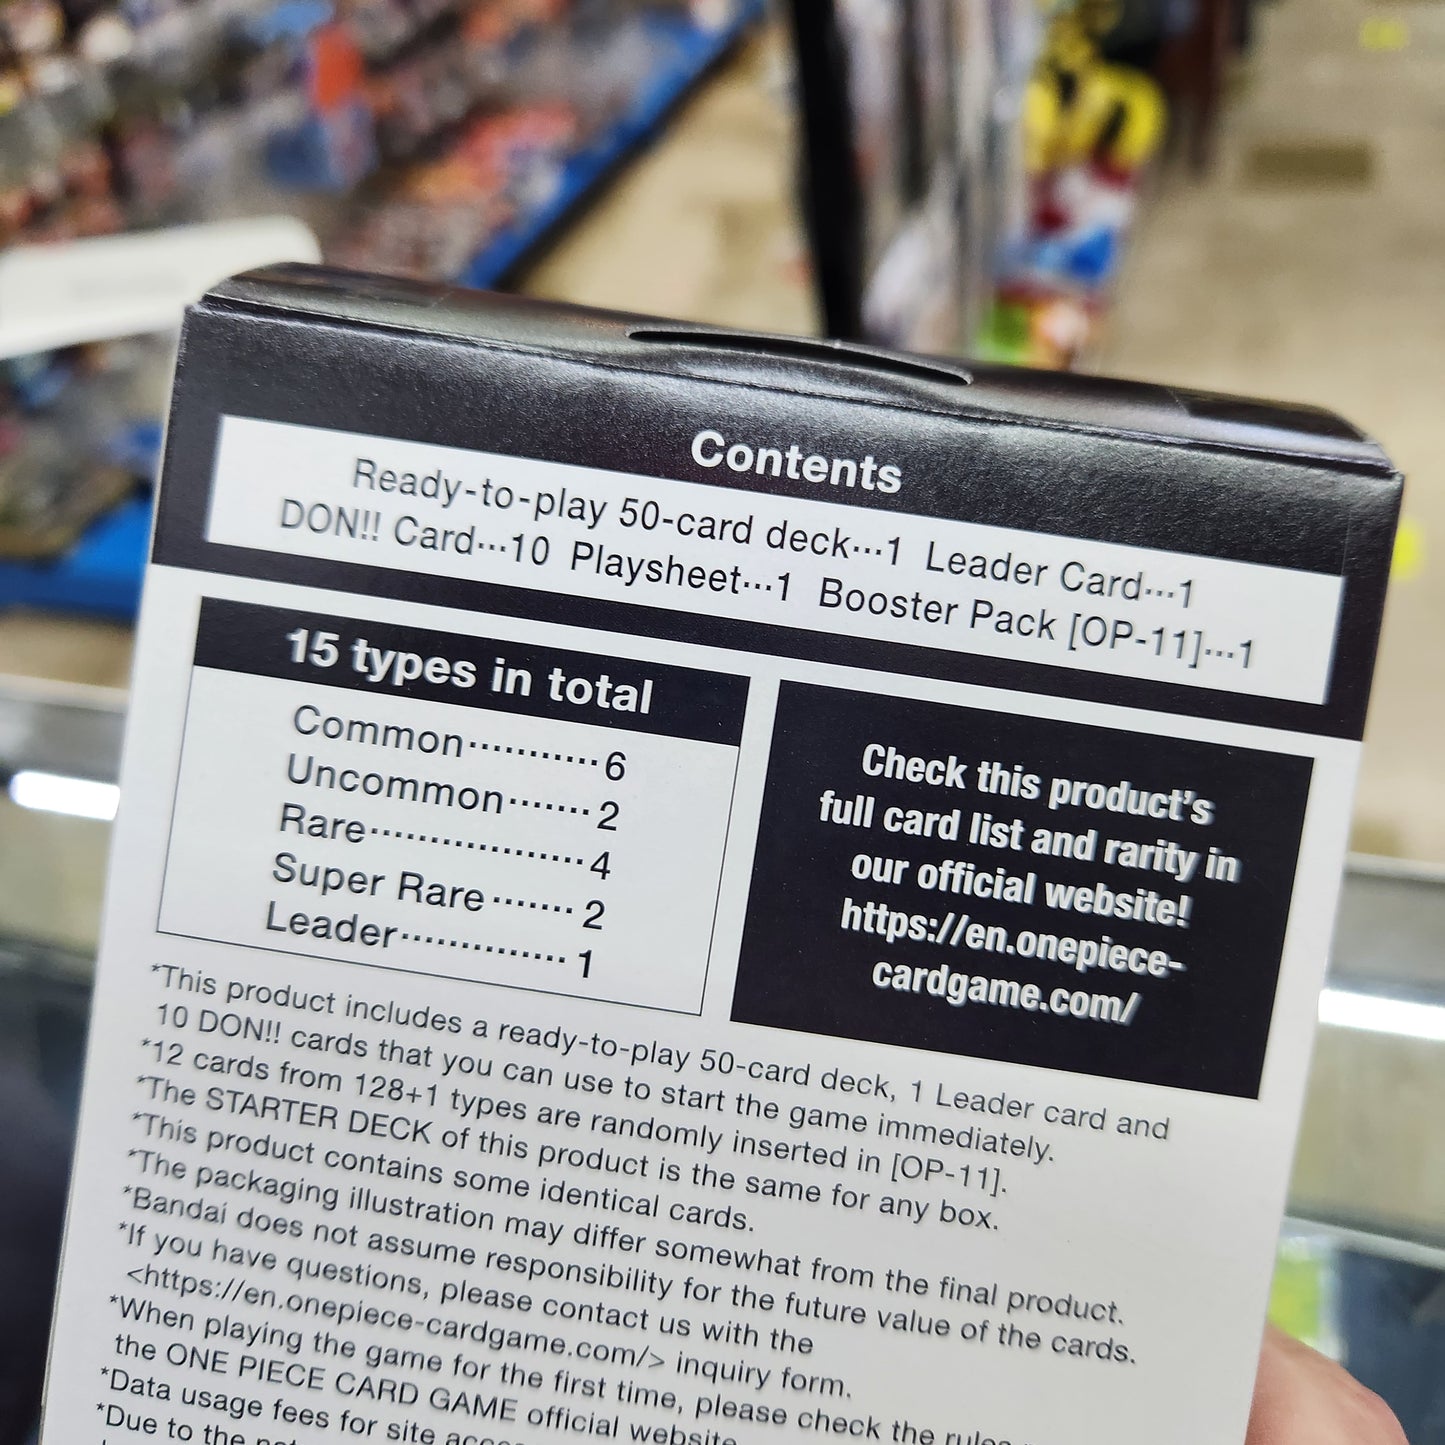 Contents
Ready-to-play 50-card deck···1 Leader Card···1
DON!! Card···10 Playsheet···1 Booster Pack [OP-11]···1
15 types in total
Common···········6
Uncommon·······2
Rare················4
Super Rare·······2
Leader··············1
Check this product's
full card list and rarity in
our official website!
https://en.onepiece-
cardgame.com/
*This product includes a ready-to-play 50-card deck, 1 Leader card and
10 DON!! cards that you can use to start the game immediately.
*12 cards from 128+1 types are randomly inserted in [OP-11].
*The STARTER DECK of this product is the same for any box.
*This product contains some identical cards.
*The packaging illustration may differ somewhat from the final product.
*Bandai does not assume responsibility for the future value of the cards.
*If you have questions, please contact us with the
<https://en.onepiece-cardgame.com/> inquiry form.
*When playing the game for the first time, please check the rules
the ONE PIECE CARD GAME official website
*Data usage fees for site
*Due to the